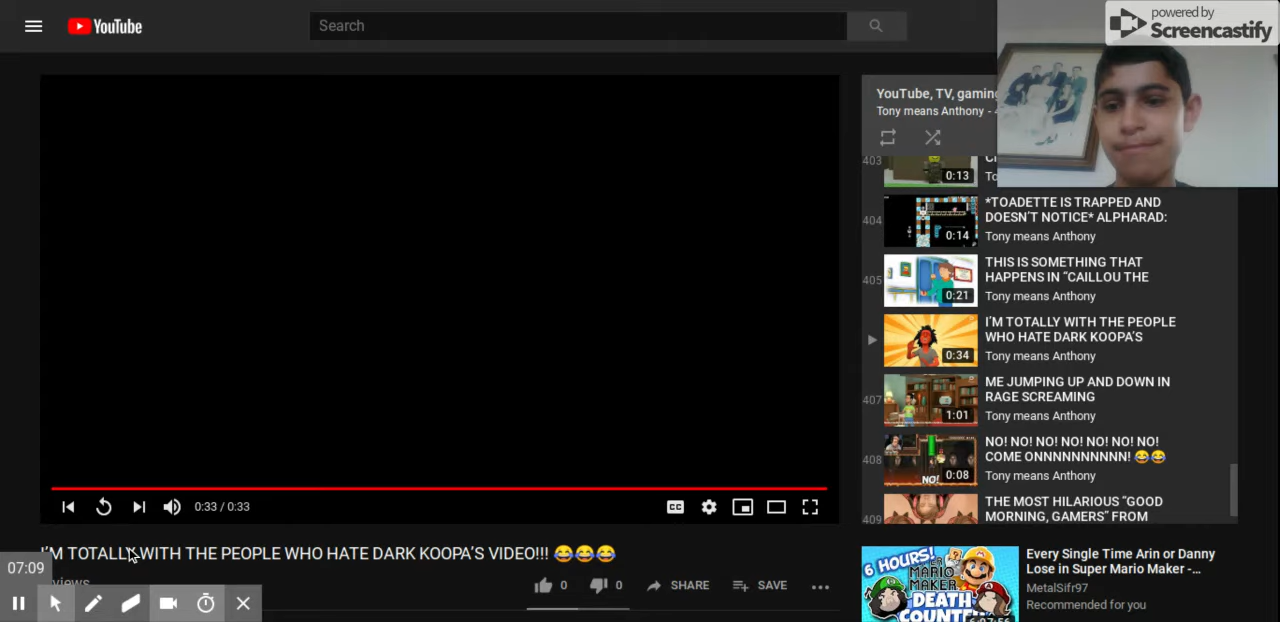 YouTube
Search
powered by
Screencastify
YouTube, TV, gaming
Tony means Anthony -
403
0:13
404
0:14
*TOADETTE IS TRAPPED AND
DOESN'T NOTICE* ALPHARAD:
Tony means Anthony
405
0:21
THIS IS SOMETHING THAT
HAPPENS IN "CAILLOU THE
Tony means Anthony
0:34
I'M TOTALLY WITH THE PEOPLE
WHO HATE DARK KOOPA'S
Tony means Anthony
407
1:01
ME JUMPING UP AND DOWN IN
RAGE SCREAMING
Tony means Anthony
408
NO!
0:08
NO! NO! NO! NO! NO! NO! NO!
COME ONNNNNNNNN! 😂😂
Tony means Anthony
409
THE MOST HILARIOUS "GOOD
MORNING, GAMERS" FROM
0:33 / 0:33
CC
I'M TOTALLY WITH THE PEOPLE WHO HATE DARK KOOPA'S VIDEO!!! 😂😂😂
views
0
0
SHARE
SAVE
07:09
6 HOURS!
MARIO
MAKER
DEATH
COUNTER
6:07:56
Every Single Time Arin or Danny
Lose in Super Mario Maker -...
MetalSifr97
Recommended for you